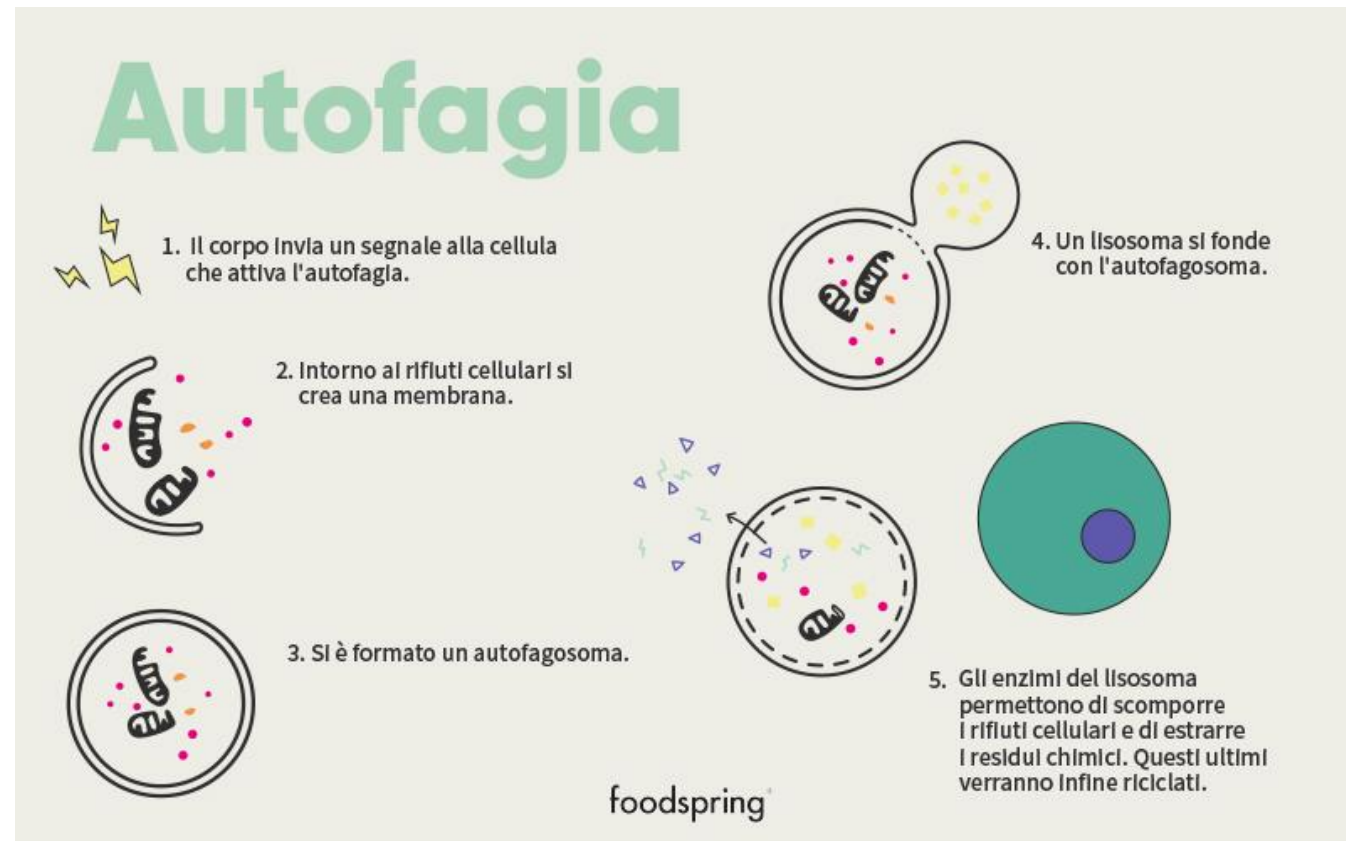 Autofagia
1. Il corpo invia un segnale alla cellula
che attiva l'autofagia.
2. Intorno ai rifiuti cellulari si
crea una membrana.
3. Si è formato un autofagosoma.
4. Un lisosoma si fonde
con l'autofagosoma.
5. Gli enzimi del lisosoma
permettono di scomporre
i rifiuti cellulari e di estrarre
i residui chimici. Questi ultimi
verranno infine riciclati.
foodspring